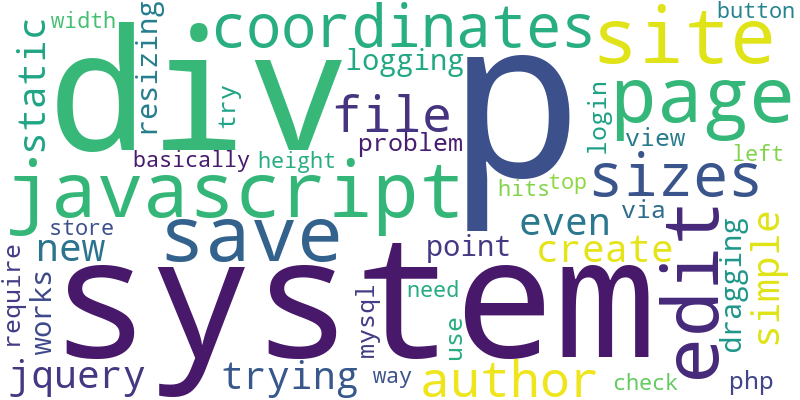 width
button
coordinates
site
static
resizing
div
p
logging
page
try
file
problem
login
view
basically
height
left
javascript
hits
top
sizes
via
store
save
even
edit
new
point
create
dragging
simple
require
works
system
mysql
need
use
jquery
trying
way
author
check
php